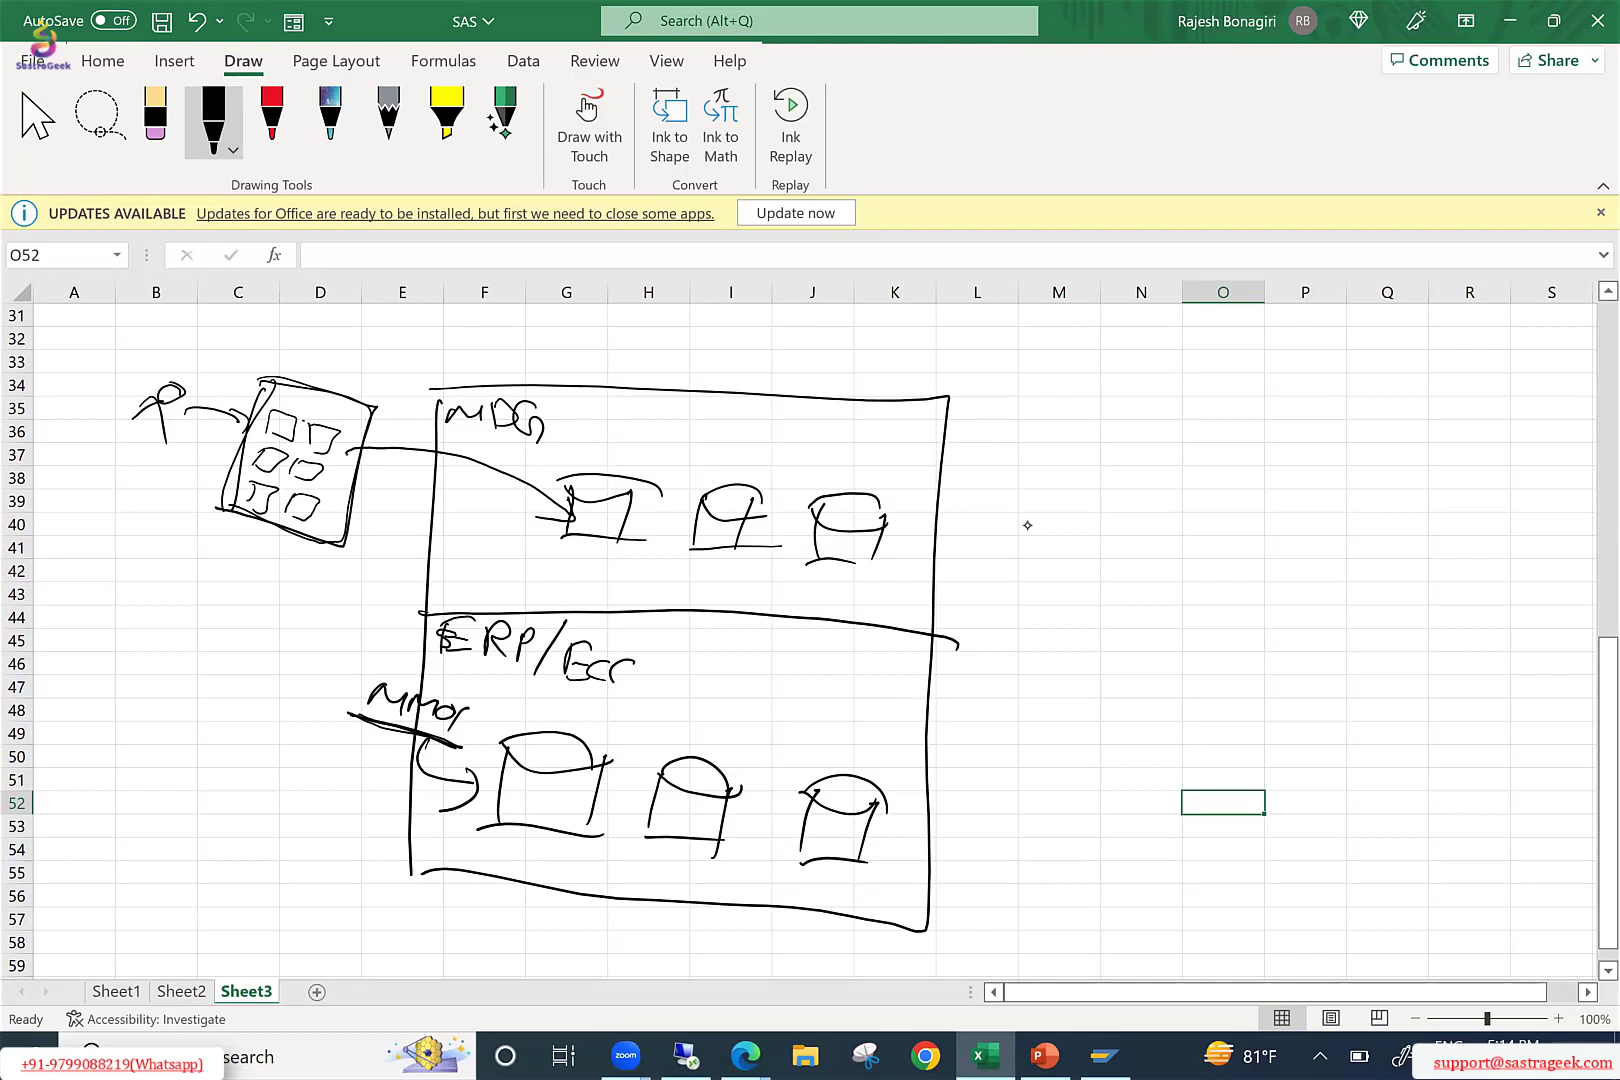 AutoSave Off
SAS
Search (Alt+Q)
Rajesh Bonagiri RB
SastraGeek
File Home Insert Draw Page Layout Formulas Data Review View Help
Comments Share
Draw with Touch
Ink to Shape
Ink to Math
Ink Replay
Drawing Tools Touch Convert Replay
UPDATES AVAILABLE Updates for Office are ready to be installed, but first we need to close some apps. Update now
O52 fx
A B C D E F G H I J K L M N O P Q R S
31
32
33
34
35
36
37
38
39
40
41
42
43
44
45
46
47
48
49
50
51
52
53
54
55
56
57
58
59
MDG
ERP/Ecc
MM01
Sheet1 Sheet2 Sheet3
Ready Accessibility: Investigate 100%
search
zoom
81°F
+91-9799088219(Whatsapp)
support@sastrageek.com